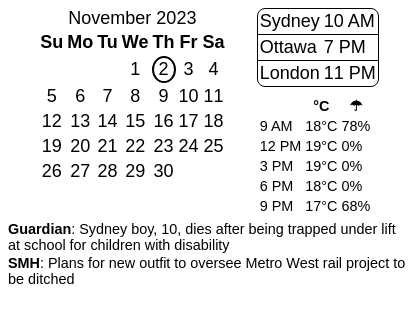 November 2023
Su Mo Tu We Th Fr Sa
1 2 3 4
5 6 7 8 9 10 11
12 13 14 15 16 17 18
19 20 21 22 23 24 25
26 27 28 29 30
Sydney 10 AM
Ottawa 7 PM
London 11 PM
°C ☂
9 AM 18°C 78%
12 PM 19°C 0%
3 PM 19°C 0%
6 PM 18°C 0%
9 PM 17°C 68%
Guardian: Sydney boy, 10, dies after being trapped under lift
at school for children with disability
SMH: Plans for new outfit to oversee Metro West rail project to
be ditched